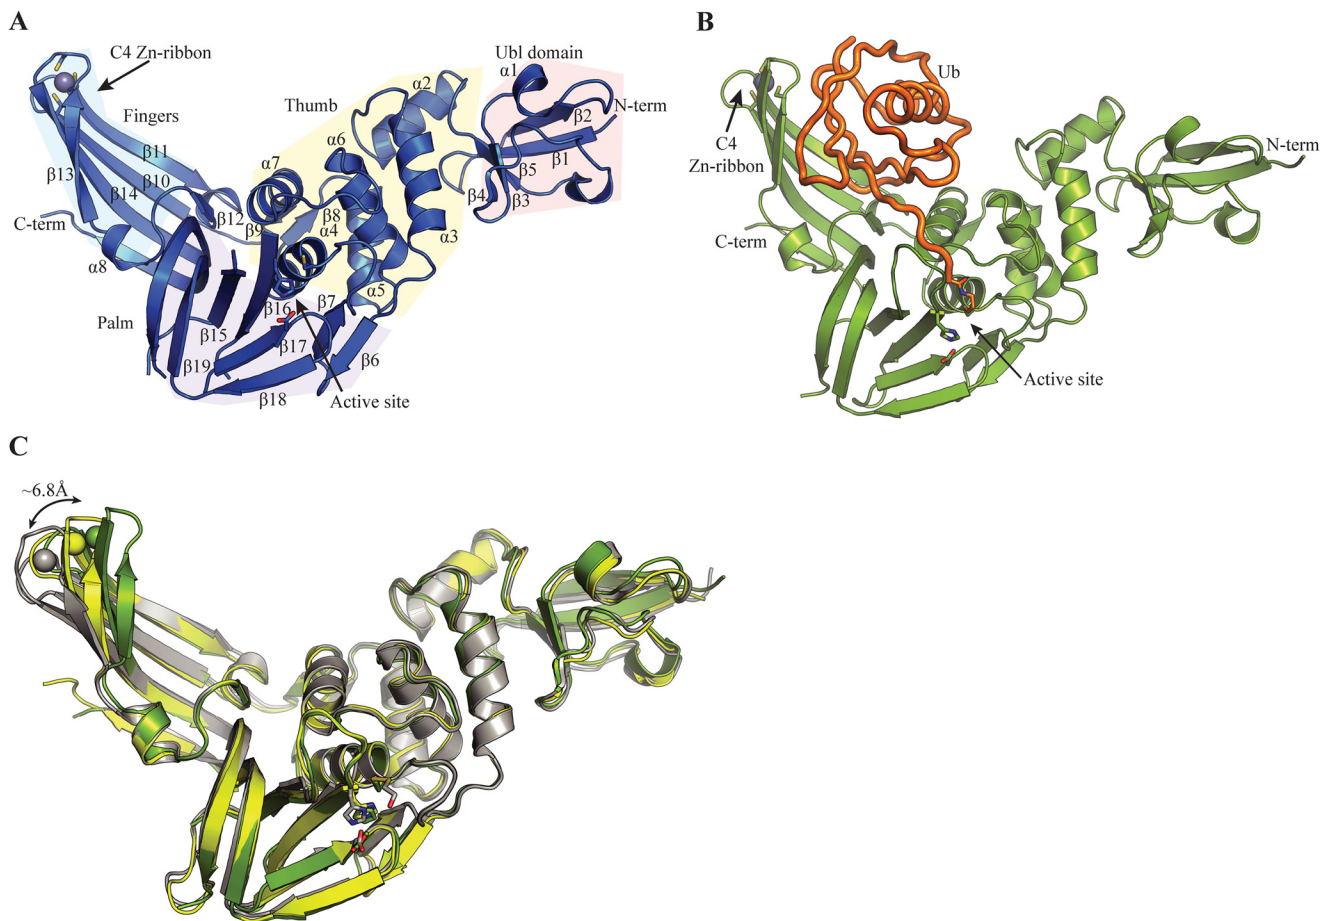 A
C4 Zn-ribbon
Ubl domain
α1
α2
Thumb
N-term
Fingers
β2
β11
α6
β1
α7
β5
β13
β10
β4
β14
β3
β12
β8
C-term
β9
α4
α3
α8
α5
β16
β7
Palm
β15
β17
β19
β6
β18
Active site
B
Ub
C4
Zn-ribbon
N-term
C-term
Active site
C
~6.8Å